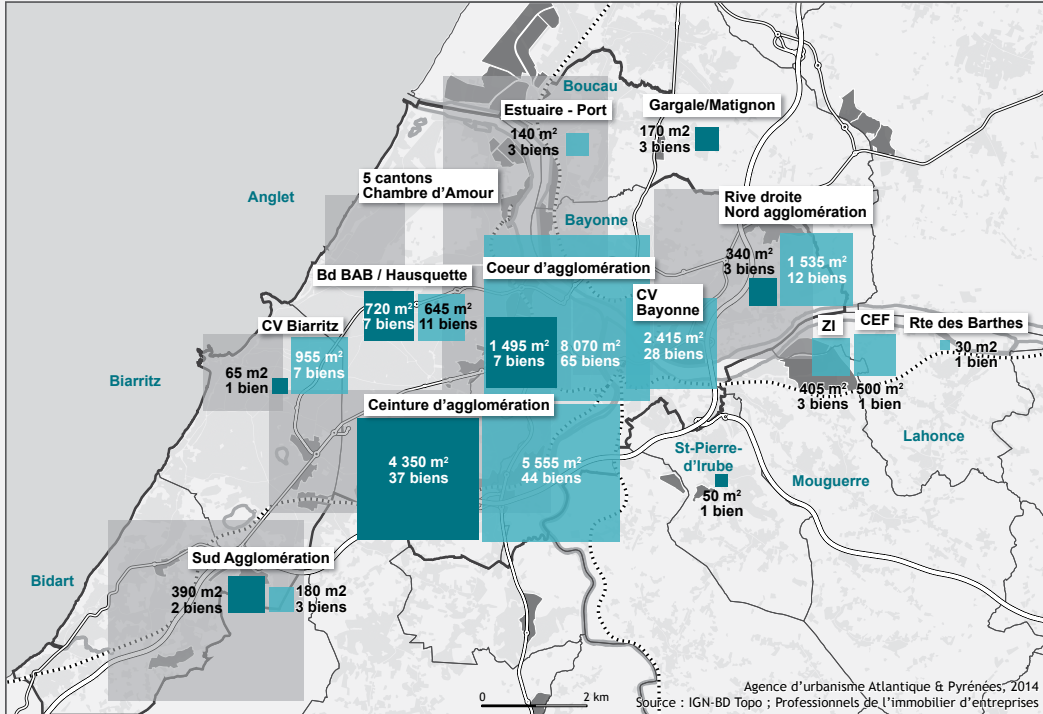 Boucau
Estuaire - Port
140 m²
3 biens
Gargale/Matignon
170 m2
3 biens
5 cantons
Chambre d'Amour
Anglet
Bayonne
Rive droite
Nord agglomération
340 m²
3 biens
1 535 m²
12 biens
Bd BAB / Hausquette
720 m²
7 biens
645 m²
11 biens
Coeur d'agglomération
1 495 m²
7 biens
8 070 m²
65 biens
CV
Bayonne
2 415 m²
28 biens
CV Biarritz
955 m²
7 biens
65 m2
1 bien
Biarritz
ZI
405 m²
3 biens
CEF
500 m²
1 bien
Rte des Barthes
30 m2
1 bien
Ceinture d'agglomération
4 350 m²
37 biens
5 555 m²
44 biens
St-Pierre-
d'Irube
50 m²
1 bien
Lahonce
Mouguerre
Sud Agglomération
390 m2
2 biens
180 m2
3 biens
Bidart
0 2 km
Agence d'urbanisme Atlantique & Pyrénées, 2014
Source : IGN-BD Topo ; Professionels de l'immobilier d'entreprises